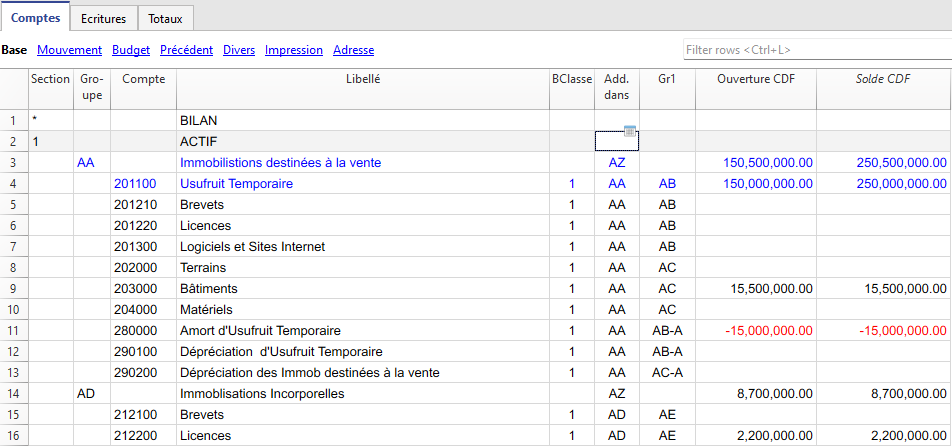 Comptes Ecritures Totaux
Base Mouvement Budget Précédent Divers Impression Adresse Filter rows <Ctrl+L>
Section Gro-upe Compte Libellé BClasse Add. dans Gr1 Ouverture CDF Solde CDF
1 * BILAN
2 1 ACTIF
3 AA Immobilistions destinées à la vente AZ 150,500,000.00 250,500,000.00
4 201100 Usufruit Temporaire 1 AA AB 150,000,000.00 250,000,000.00
5 201210 Brevets 1 AA AB
6 201220 Licences 1 AA AB
7 201300 Logiciels et Sites Internet 1 AA AB
8 202000 Terrains 1 AA AC
9 203000 Bâtiments 1 AA AC 15,500,000.00 15,500,000.00
10 204000 Matériels 1 AA AC
11 280000 Amort d'Usufruit Temporaire 1 AA AB-A -15,000,000.00 -15,000,000.00
12 290100 Dépréciation d'Usufruit Temporaire 1 AA AB-A
13 290200 Dépréciation des Immob destinées à la vente 1 AA AC-A
14 AD Immoblisations Incorporelles AZ 8,700,000.00 8,700,000.00
15 212100 Brevets 1 AD AE
16 212200 Licences 1 AD AE 2,200,000.00 2,200,000.00